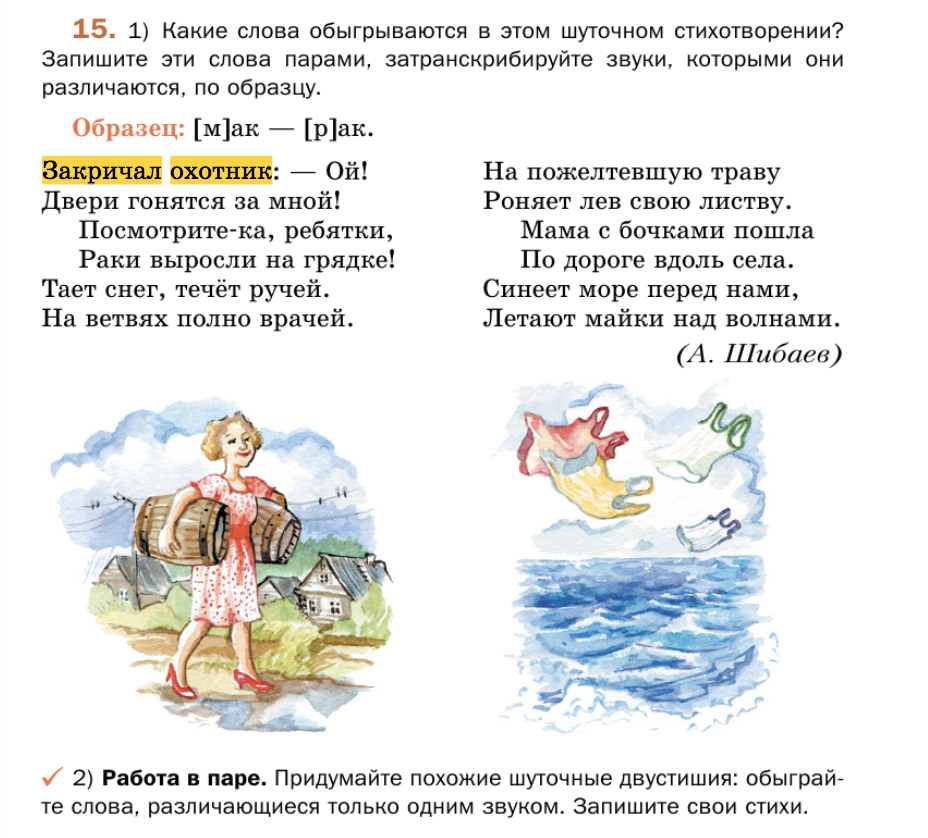 15. 1) Какие слова обыгрываются в этом шуточном стихотворении?
Запишите эти слова парами, затранскрибируйте звуки, которыми они
различаются, по образцу.
Образец: [м]ак — [р]ак.
Закричал охотник: — Ой!
Двери гонятся за мной!
Посмотрите-ка, ребятки,
Раки выросли на грядке!
Тает снег, течёт ручей.
На ветвях полно врачей.
На пожелтевшую траву
Роняет лев свою листву.
Мама с бочками пошла
По дороге вдоль села.
Синеет море перед нами,
Летают майки над волнами.
(А. Шибаев)
✓ 2) Работа в паре. Придумайте похожие шуточные двустишия: обыграй-
те слова, различающиеся только одним звуком. Запишите свои стихи.